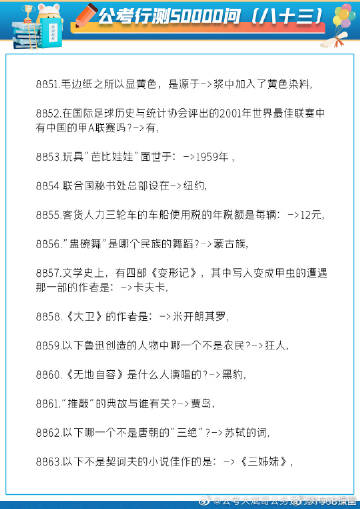 公考行测50000问（八十三）
8851.毛边纸之所以显黄色，是源于->浆中加入了黄色染料,
8852.在国际足球历史与统计协会评出的2001年世界最佳联赛中
有中国的甲A联赛吗?->有,
8853.玩具"芭比娃娃"面世于：->1959年 ,
8854.联合国秘书处总部设在->纽约,
8855.客货人力三轮车的车船使用税的年税额是每辆：->12元,
8856."盅碗舞"是哪个民族的舞蹈?->蒙古族,
8857.文学史上，有四部《变形记》，其中写人变成甲虫的遭遇
那一部的作者是：->卡夫卡,
8858.《大卫》的作者是：->米开朗其罗,
8859.以下鲁迅创造的人物中哪一个不是农民?->狂人,
8860.《无地自容》是什么人演唱的?->黑豹,
8861."推敲"的典故与谁有关?->贾岛,
8862.以下哪一个不是唐朝的"三绝"?->苏轼的词,
8863.以下不是契诃夫的小说佳作的是：->《三姊妹》,